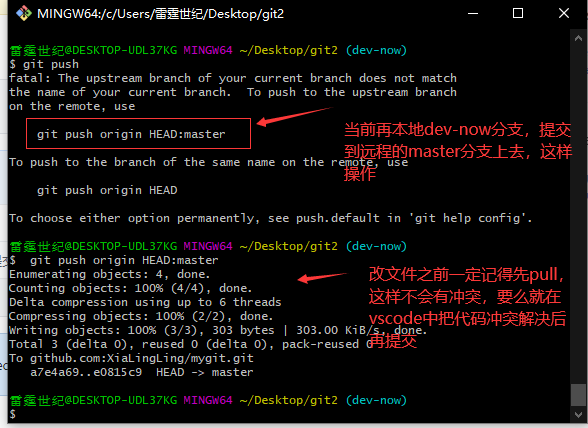 MINGW64:/c/Users/雷霆世纪/Desktop/git2
雷霆世纪@DESKTOP-UDL37KG MINGW64 ~/Desktop/git2 (dev-now)
$ git push
fatal: The upstream branch of your current branch does not match
the name of your current branch.  To push to the upstream branch
on the remote, use
git push origin HEAD:master
当前再本地dev-now分支，提交
到远程的master分支上去，这样
操作
To push to the branch of the same name on the remote, use
git push origin HEAD
To choose either option permanently, see push.default in 'git help config'.
雷霆世纪@DESKTOP-UDL37KG MINGW64 ~/Desktop/git2 (dev-now)
$  git push origin HEAD:master
Enumerating objects: 4, done.
Counting objects: 100% (4/4), done.
Delta compression using up to 6 threads
Compressing objects: 100% (2/2), done.
Writing objects: 100% (3/3), 303 bytes | 303.00 KiB/s, done.
Total 3 (delta 0), reused 0 (delta 0), pack-reused 0
To github.com:XiaLingLing/mygit.git
a7e4a69..e0815c9  HEAD -> master
改文件之前一定记得先pull，
这样不会有冲突，要么就在
vscode中把代码冲突解决后
再提交
雷霆世纪@DESKTOP-UDL37KG MINGW64 ~/Desktop/git2 (dev-now)
$